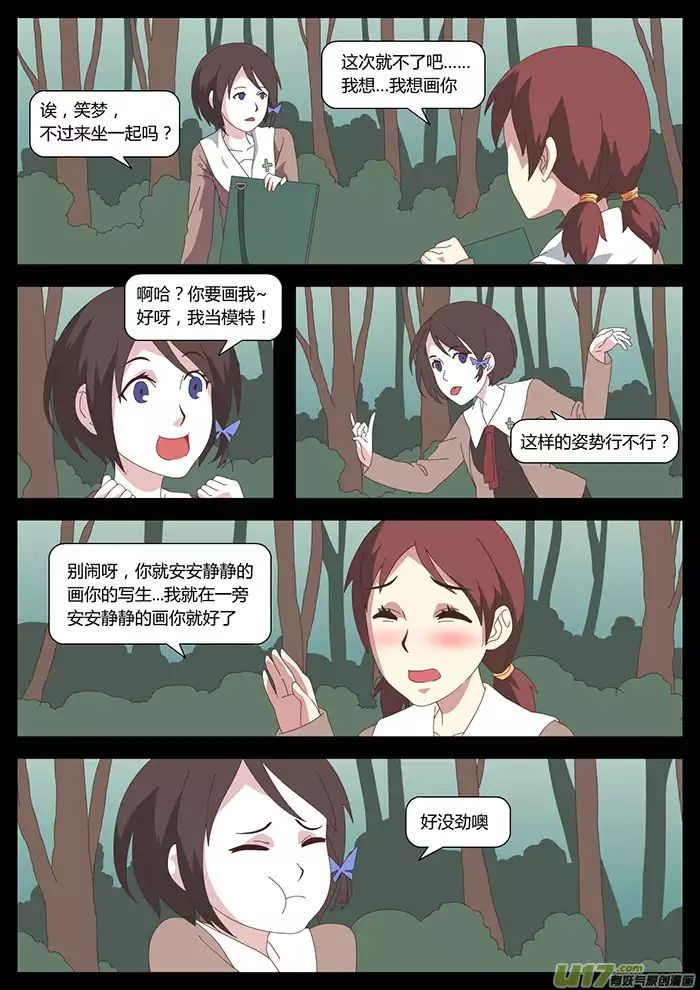 诶，笑梦，
不过来坐一起吗？
这次就不了吧……
我想…我想画你
啊哈？你要画我~
好呀，我当模特！
这样的姿势行不行？
别闹呀，你就安安静静的
画你的写生…我就在一旁
安安静静的画你就好了
好没劲噢
U17.com
有妖气原创漫画